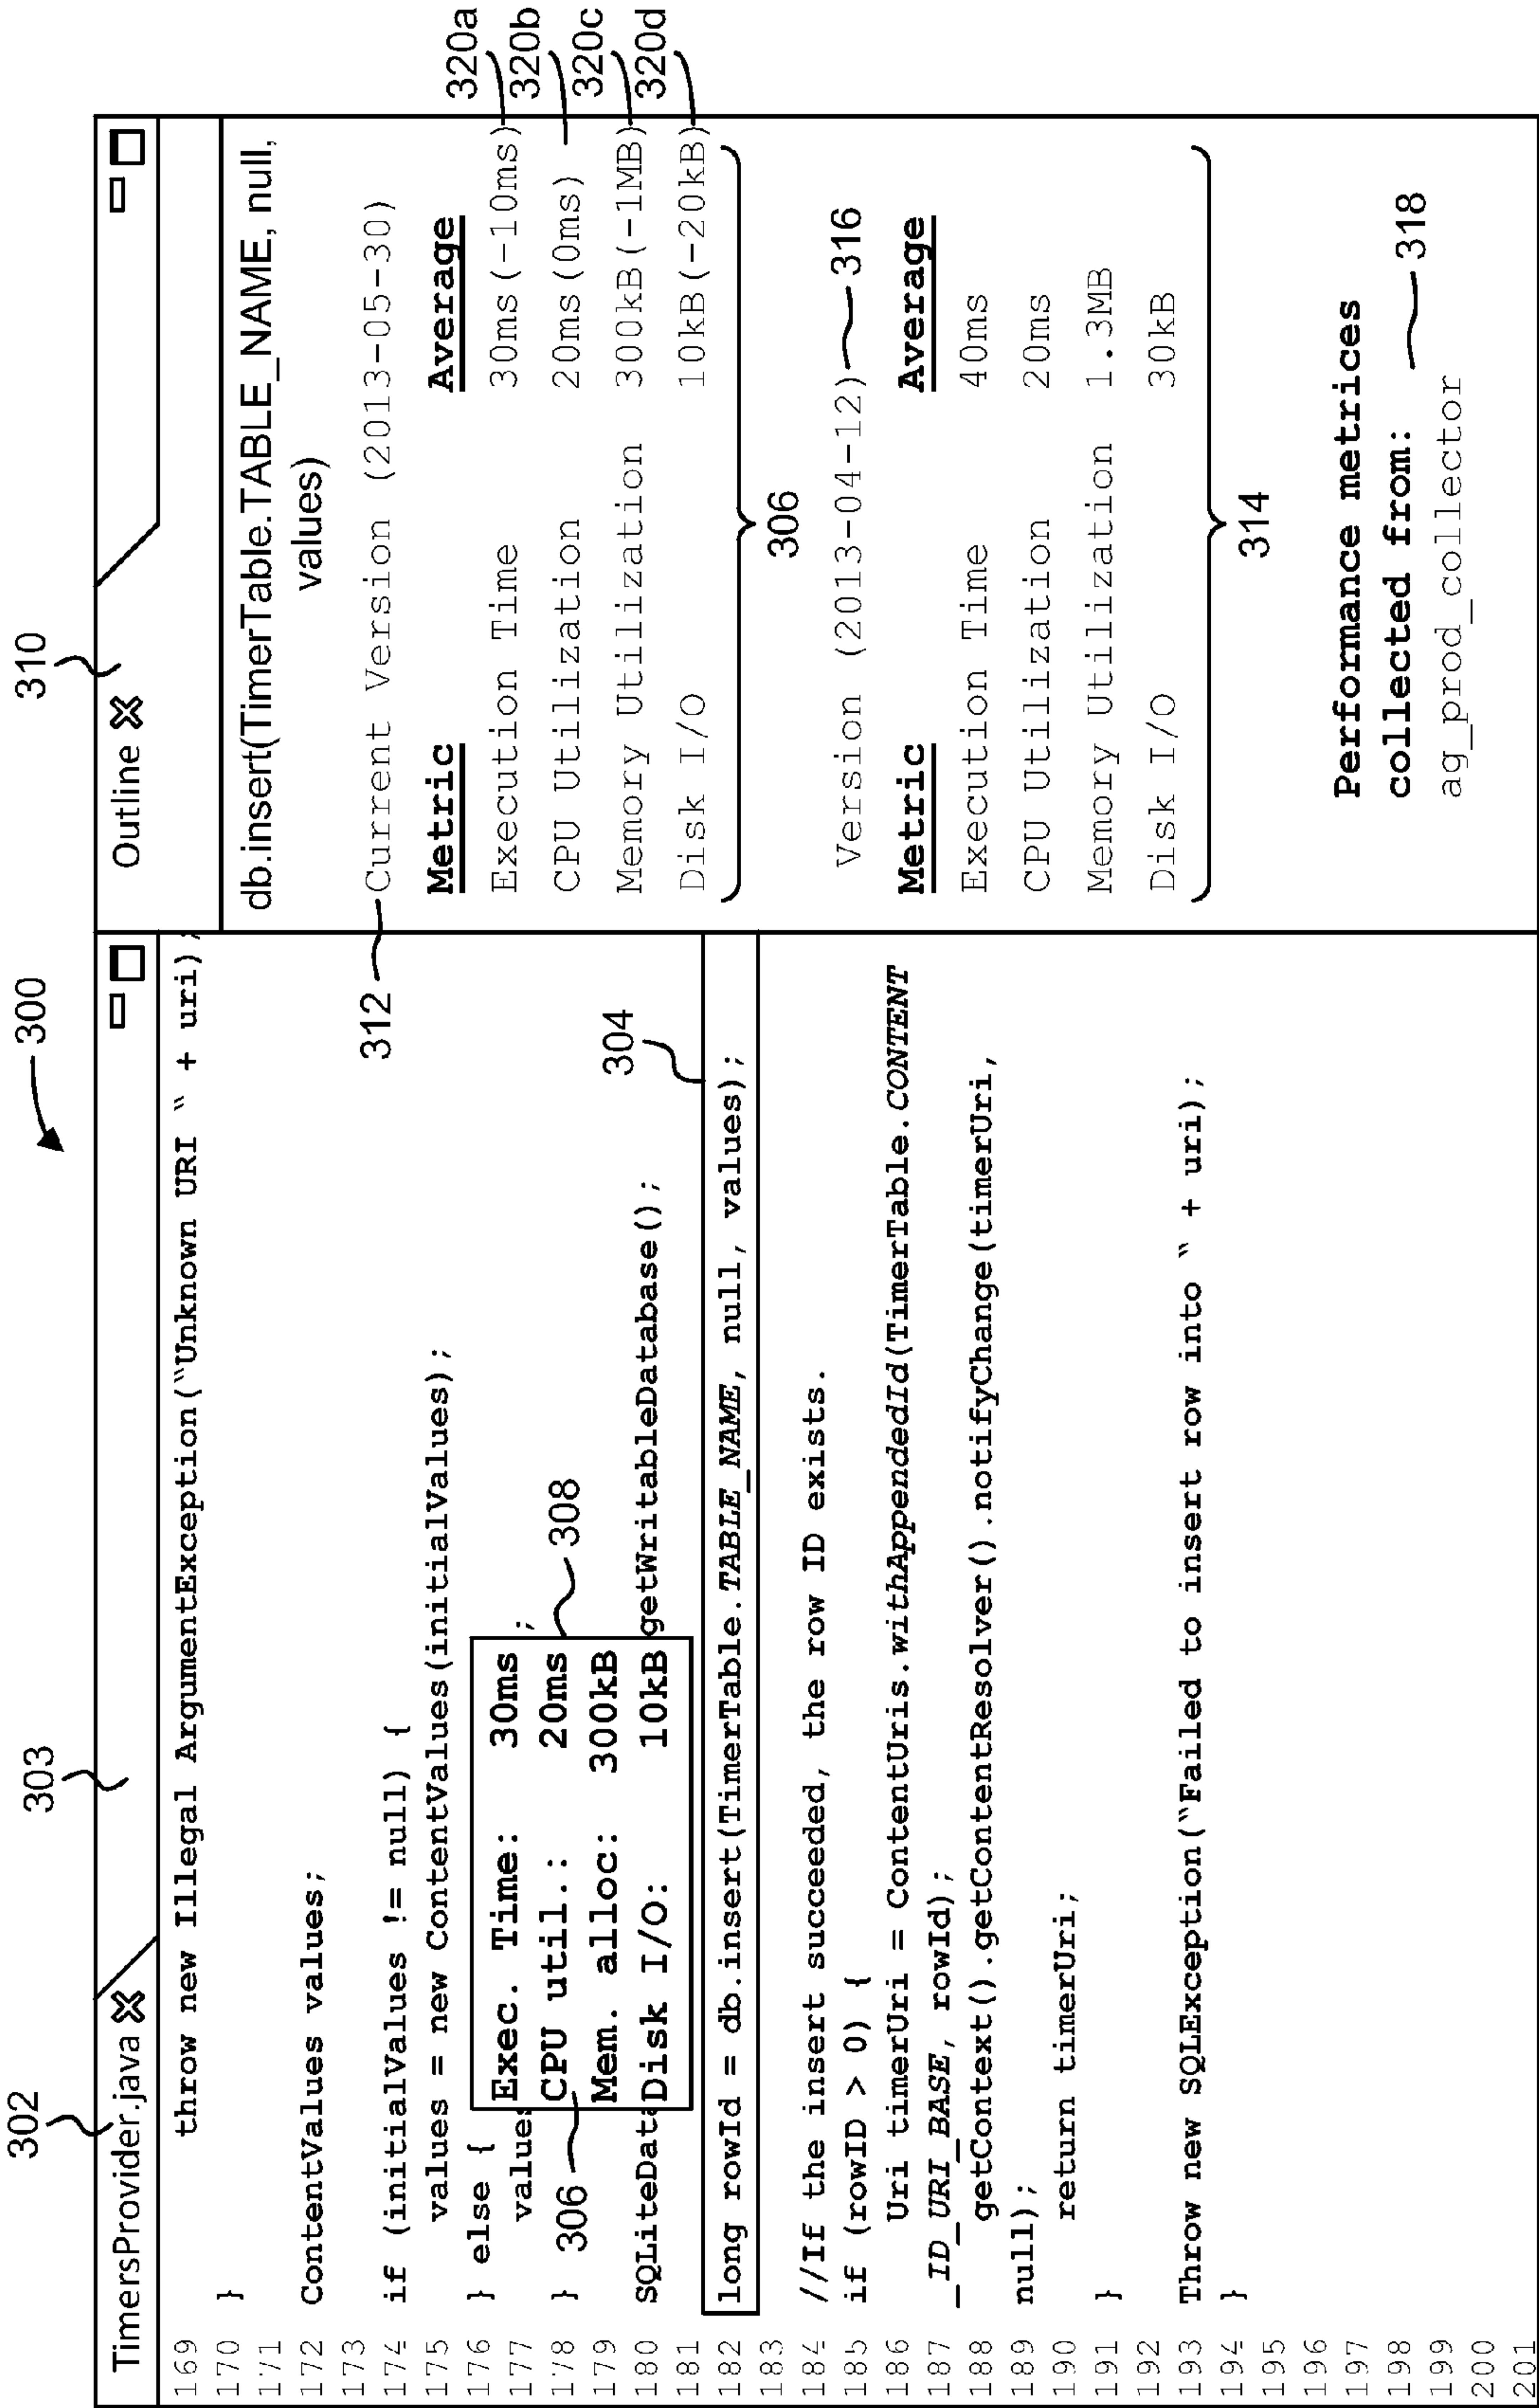 300
302
303
310
TimersProvider.java
Outline
169 throw new Illegal ArgumentException("Unknown URI " + uri);
170 }
171
172 ContentValues values;
173
174 if (initialValues != null) {
175 values = new ContentValues(initialValues);
176 } else {
177 values ;
178 }
179
180 SQLiteData getWritableDatabase();
181
182 long rowId = db.insert(TimerTable.TABLE_NAME, null, values);
183
184 //If the insert succeeded, the row ID exists.
185 if (rowID > 0) {
186 Uri timerUri = ContentUris.withAppendedId(TimerTable.CONTENT
187 _ID_URI_BASE, rowId);
188 getContext().getContentResolver().notifyChange(timerUri,
189 null);
190 return timerUri;
191 }
192
193 Throw new SQLException("Failed to insert row into " + uri);
194 }
195
196
197
198
199
200
201
Exec. Time: 30ms
CPU util.: 20ms
Mem. alloc: 300kB
Disk I/O: 10kB
306
308
304
db.insert(TimerTable.TABLE_NAME, null,
values)
312
Current Version (2013-05-30)
Metric Average
Execution Time 30ms(-10ms) 320a
CPU Utilization 20ms(0ms) 320b
Memory Utilization 300kB(-1MB) 320c
Disk I/O 10kB(-20kB) 320d
306
Version (2013-04-12) 316
Metric Average
Execution Time 40ms
CPU Utilization 20ms
Memory Utilization 1.3MB
Disk I/O 30kB
314
Performance metrices
collected from: 318
ag_prod_collector